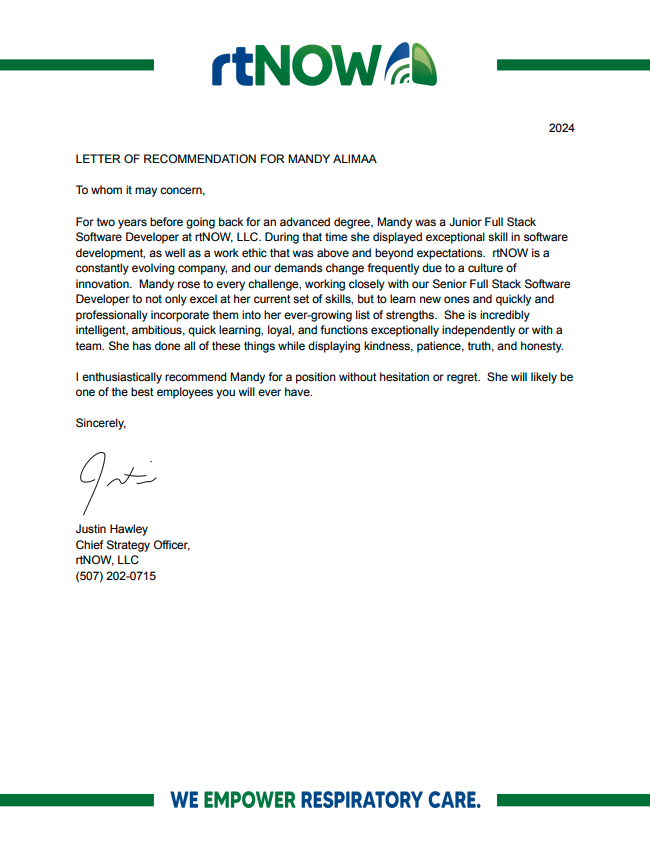 rtNOW
2024
LETTER OF RECOMMENDATION FOR MANDY ALIMAA
To whom it may concern,
For two years before going back for an advanced degree, Mandy was a Junior Full Stack
Software Developer at rtNOW, LLC. During that time she displayed exceptional skill in software
development, as well as a work ethic that was above and beyond expectations.  rtNOW is a
constantly evolving company, and our demands change frequently due to a culture of
innovation.  Mandy rose to every challenge, working closely with our Senior Full Stack Software
Developer to not only excel at her current set of skills, but to learn new ones and quickly and
professionally incorporate them into her ever-growing list of strengths.  She is incredibly
intelligent, ambitious, quick learning, loyal, and functions exceptionally independently or with a
team. She has done all of these things while displaying kindness, patience, truth, and honesty.
I enthusiastically recommend Mandy for a position without hesitation or regret.  She will likely be
one of the best employees you will ever have.
Sincerely,
Justin Hawley
Chief Strategy Officer,
rtNOW, LLC
(507) 202-0715
WE EMPOWER RESPIRATORY CARE.